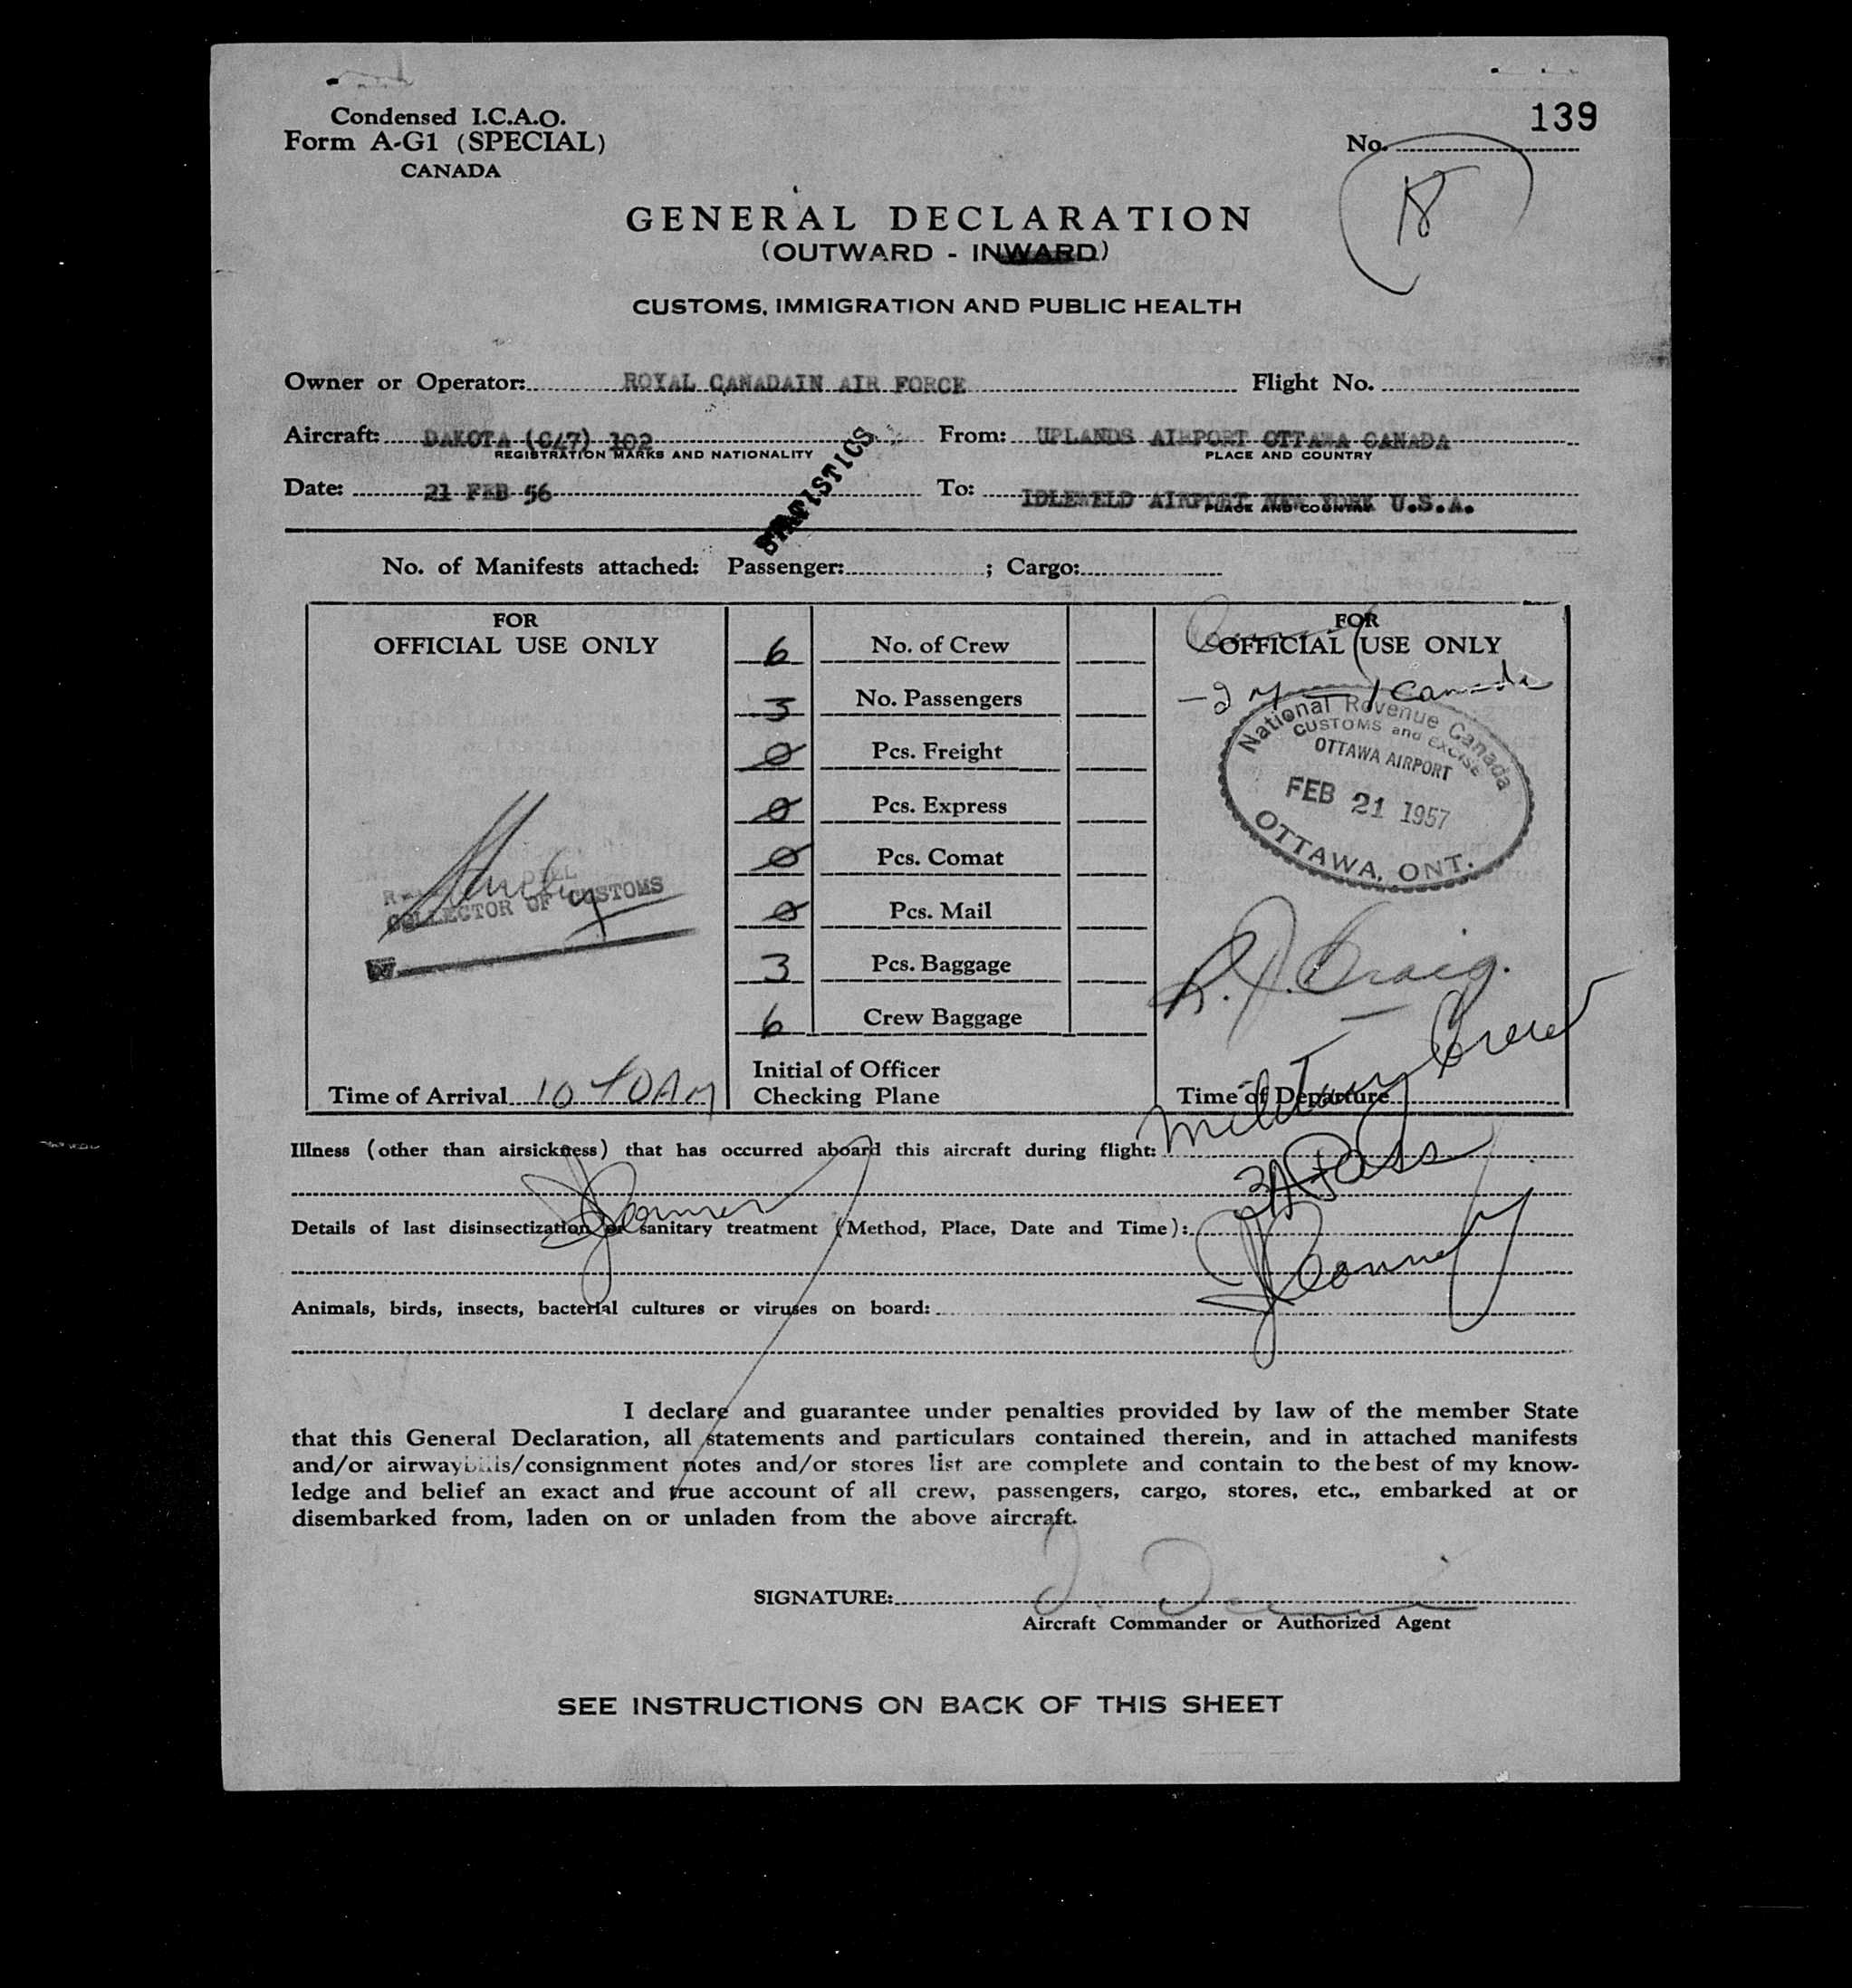 Condensed I.C.A.O.
Form A-G1 (SPECIAL)
CANADA
139
No.
18
GENERAL DECLARATION
(OUTWARD - INWARD)
CUSTOMS, IMMIGRATION AND PUBLIC HEALTH
Owner or Operator: ROYAL CANADAIN AIR FORCE Flight No.
Aircraft: DAKOTA (C47) 102 From: UPLANDS AIRPORT OTTAWA CANADA
REGISTRATION MARKS AND NATIONALITY PLACE AND COUNTRY
STATISTICS
Date: 21 FEB 56 To: IDLEWELD AIRPORT NEW YORK U.S.A.
PLACE AND COUNTRY
No. of Manifests attached: Passenger: ; Cargo:
FOR
OFFICIAL USE ONLY
COLLECTOR OF CUSTOMS
Time of Arrival 10 40 AM
6 No. of Crew
3 No. Passengers
0 Pcs. Freight
0 Pcs. Express
0 Pcs. Comat
0 Pcs. Mail
3 Pcs. Baggage
6 Crew Baggage
Initial of Officer
Checking Plane
FOR
OFFICIAL USE ONLY
Canada
National Revenue Canada
CUSTOMS and EXCISE
OTTAWA AIRPORT
FEB 21 1957
OTTAWA, ONT.
R.J. Craig.
Time of Departure
Military Crew
3 Pass
Illness (other than airsickness) that has occurred aboard this aircraft during flight:
Details of last disinsectization or sanitary treatment (Method, Place, Date and Time):
Animals, birds, insects, bacterial cultures or viruses on board:
I declare and guarantee under penalties provided by law of the member State
that this General Declaration, all statements and particulars contained therein, and in attached manifests
and/or airwaybills/consignment notes and/or stores list are complete and contain to the best of my know-
ledge and belief an exact and true account of all crew, passengers, cargo, stores, etc., embarked at or
disembarked from, laden on or unladen from the above aircraft.
SIGNATURE:
Aircraft Commander or Authorized Agent
SEE INSTRUCTIONS ON BACK OF THIS SHEET